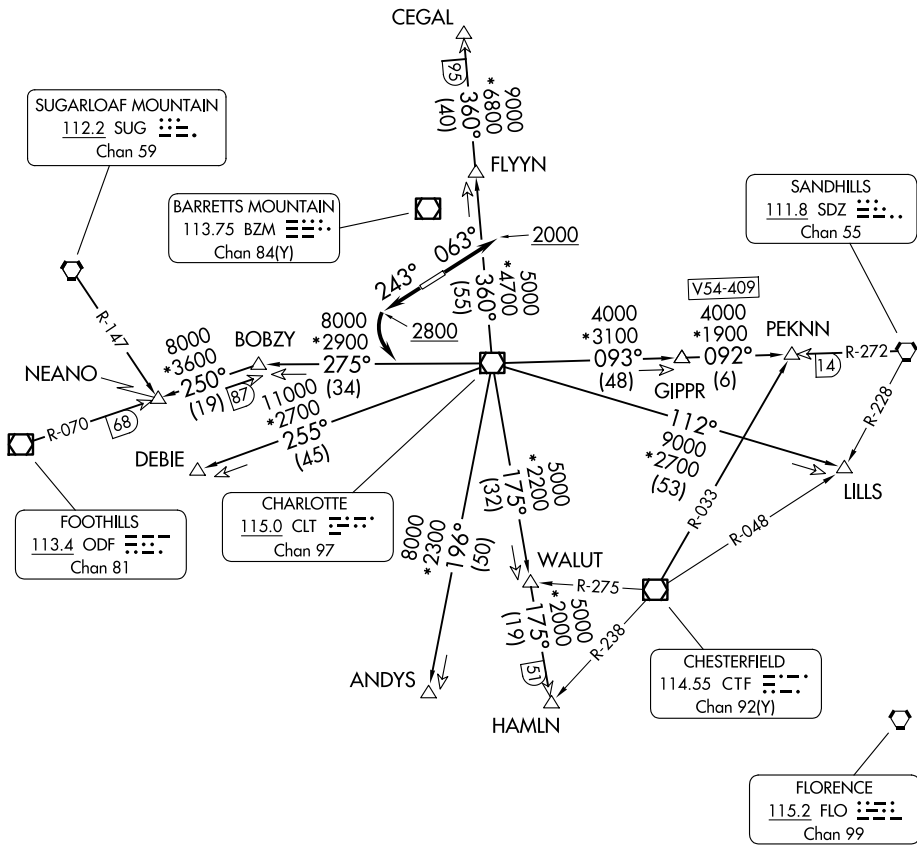 CEGAL
95
360°
(40)
9000
*6800
SUGARLOAF MOUNTAIN
112.2 SUG
Chan 59
FLYYN
BARRETTS MOUNTAIN
113.75 BZM
Chan 84(Y)
SANDHILLS
111.8 SDZ
Chan 55
063°
243°
2000
2800
360°
(55)
5000
*4700
R-147
NEANO
8000
*3600
250°
(19)
87
BOBZY
8000
*2900
275°
(34)
4000
*3100
093°
(48)
GIPPR
V54-409
4000
*1900
092°
(6)
PEKNN
14
R-272
R-228
R-070
68
DEBIE
11000
*2700
255°
(45)
112°
9000
*2700
(53)
LILLS
FOOTHILLS
113.4 ODF
Chan 81
CHARLOTTE
115.0 CLT
Chan 97
8000
*2300
196°
(50)
5000
*2200
175°
(32)
WALUT
R-275
R-033
R-048
R-238
5000
*2000
175°
(19)
51
ANDYS
HAMLN
CHESTERFIELD
114.55 CTF
Chan 92(Y)
FLORENCE
115.2 FLO
Chan 99